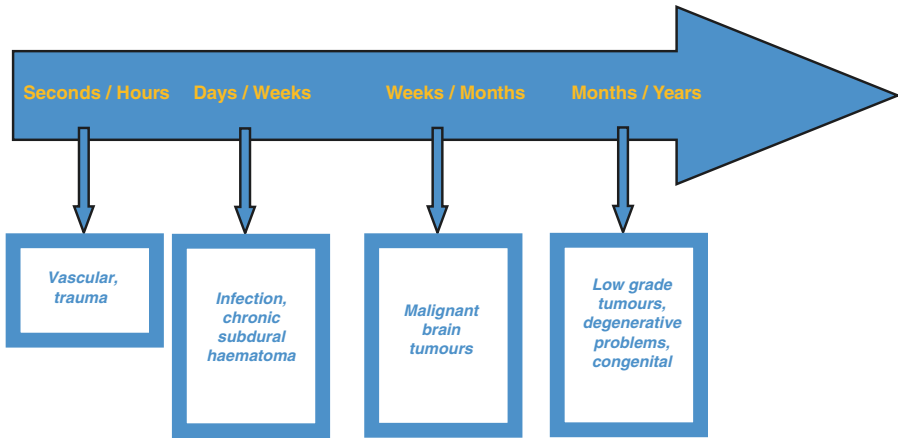 Seconds / Hours
Days / Weeks
Weeks / Months
Months / Years
Vascular,
trauma
Infection,
chronic
subdural
haematoma
Malignant
brain
tumours
Low grade
tumours,
degenerative
problems,
congenital